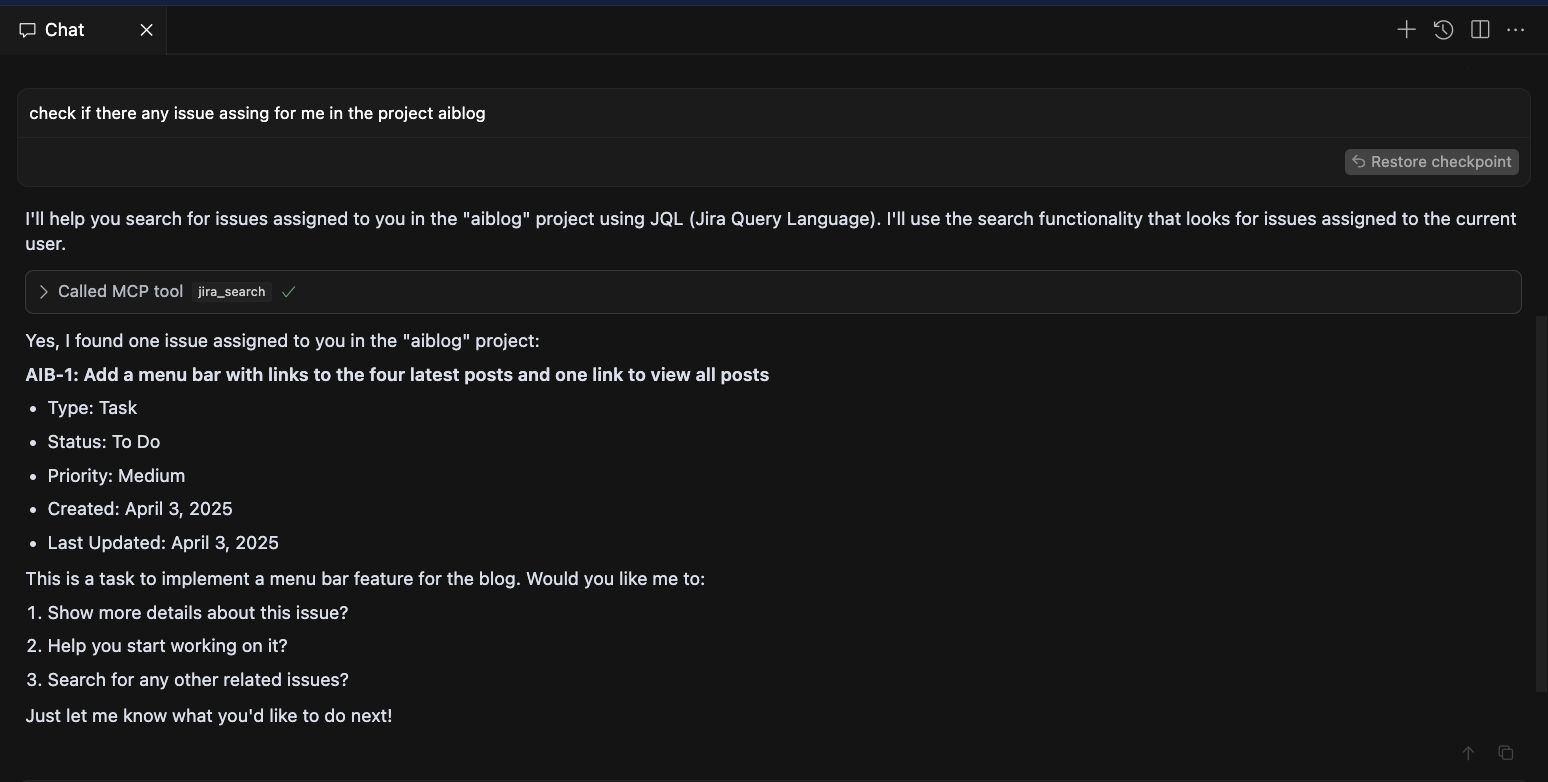 Chat
check if there any issue assing for me in the project aiblog
Restore checkpoint
I'll help you search for issues assigned to you in the "aiblog" project using JQL (Jira Query Language). I'll use the search functionality that looks for issues assigned to the current
user.
Called MCP tool jira_search
Yes, I found one issue assigned to you in the "aiblog" project:
AIB-1: Add a menu bar with links to the four latest posts and one link to view all posts
• Type: Task
• Status: To Do
• Priority: Medium
• Created: April 3, 2025
• Last Updated: April 3, 2025
This is a task to implement a menu bar feature for the blog. Would you like me to:
1. Show more details about this issue?
2. Help you start working on it?
3. Search for any other related issues?
Just let me know what you'd like to do next!